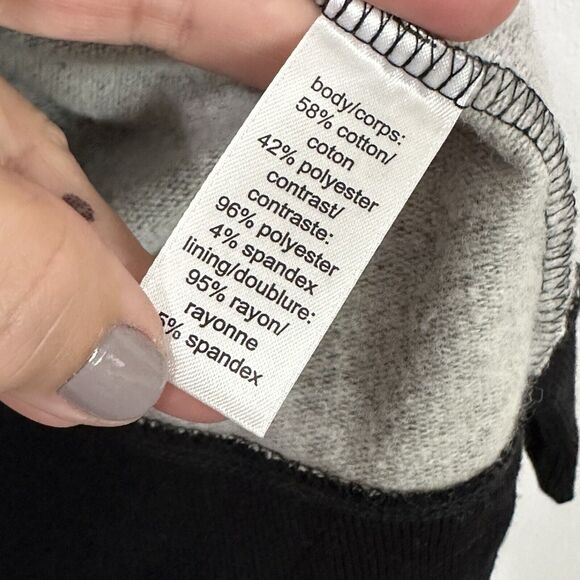 body/corps:
58% cotton/
coton
42% polyester
contrast/
contraste:
96% polyester
4% spandex
lining/doublure:
95% rayon/
rayonne
5% spandex